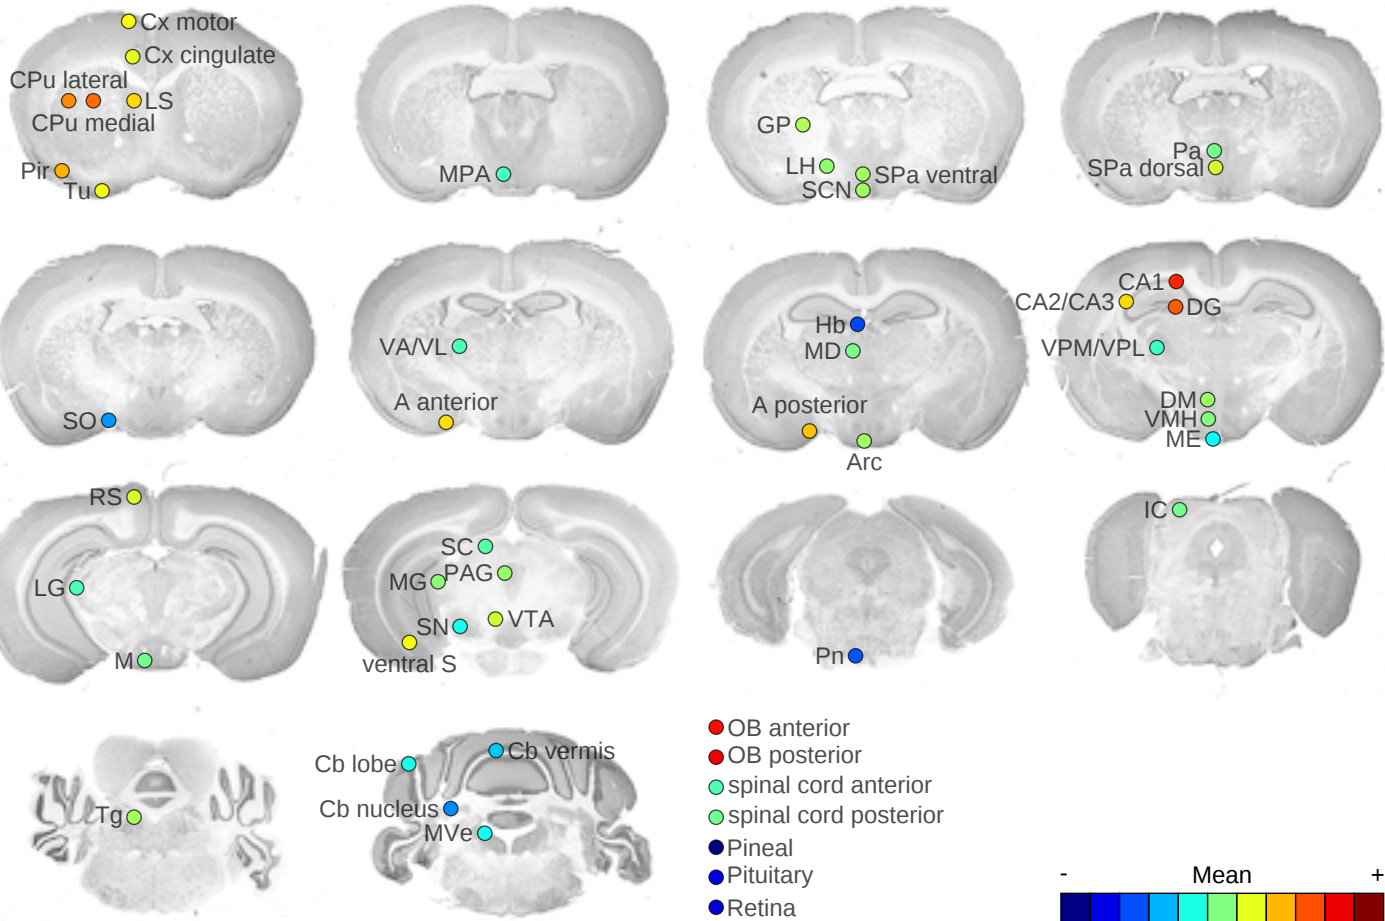 Cx motor
Cx cingulate
CPu lateral
LS
CPu medial
Pir
Tu
MPA
GP
LH
SPa ventral
SCN
Pa
SPa dorsal
SO
VA/VL
A anterior
Hb
MD
A posterior
Arc
CA1
CA2/CA3
DG
VPM/VPL
DM
VMH
ME
RS
LG
M
SC
PAG
MG
SN
VTA
ventral S
Pn
IC
Tg
Cb lobe
Cb vermis
Cb nucleus
MVe
OB anterior
OB posterior
spinal cord anterior
spinal cord posterior
Pineal
Pituitary
Retina
- Mean +